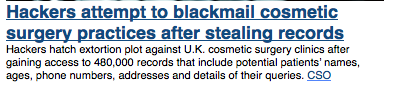 Hackers attempt to blackmail cosmetic
surgery practices after stealing records
Hackers hatch extortion plot against U.K. cosmetic surgery clinics after
gaining access to 480,000 records that include potential patients' names,
ages, phone numbers, addresses and details of their queries. CSO